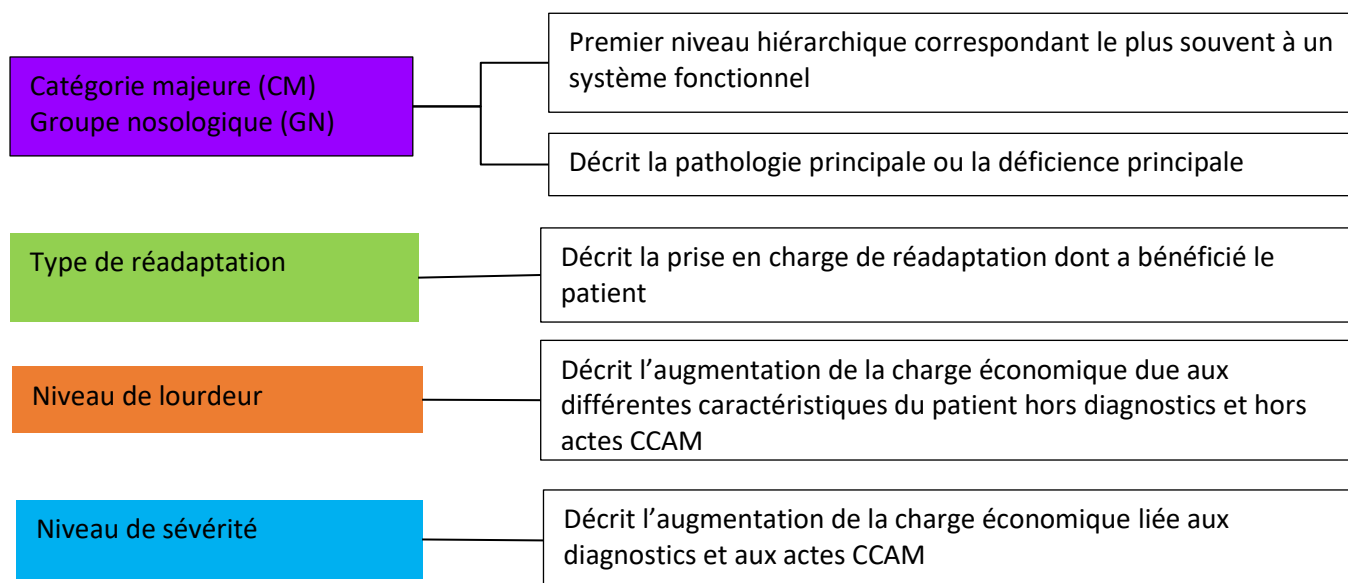 Catégorie majeure (CM)
Groupe nosologique (GN)
Premier niveau hiérarchique correspondant le plus souvent à un
système fonctionnel
Décrit la pathologie principale ou la déficience principale
Type de réadaptation
Décrit la prise en charge de réadaptation dont a bénéficié le
patient
Niveau de lourdeur
Décrit l’augmentation de la charge économique due aux
différentes caractéristiques du patient hors diagnostics et hors
actes CCAM
Niveau de sévérité
Décrit l’augmentation de la charge économique liée aux
diagnostics et aux actes CCAM